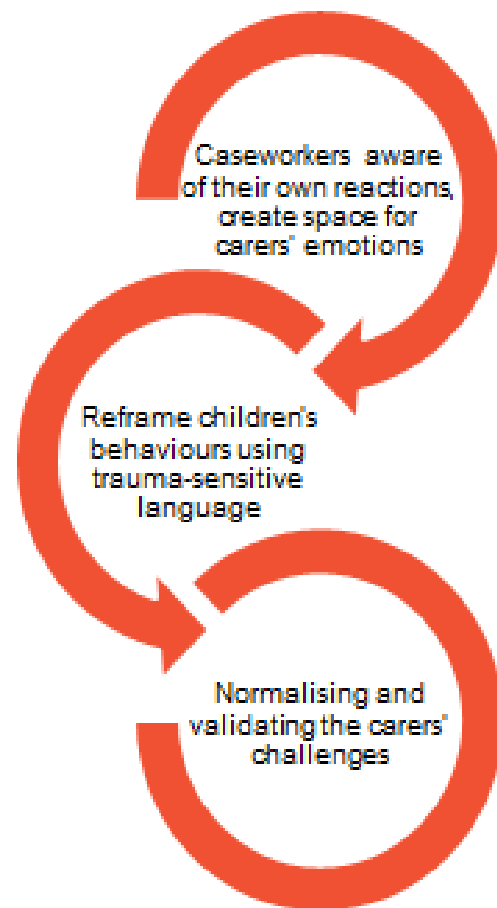 Caseworkers aware
of their own reactions,
create space for
carers' emotions
Reframe children's
behaviours using
trauma-sensitive
language
Normalising and
validating the carers'
challenges